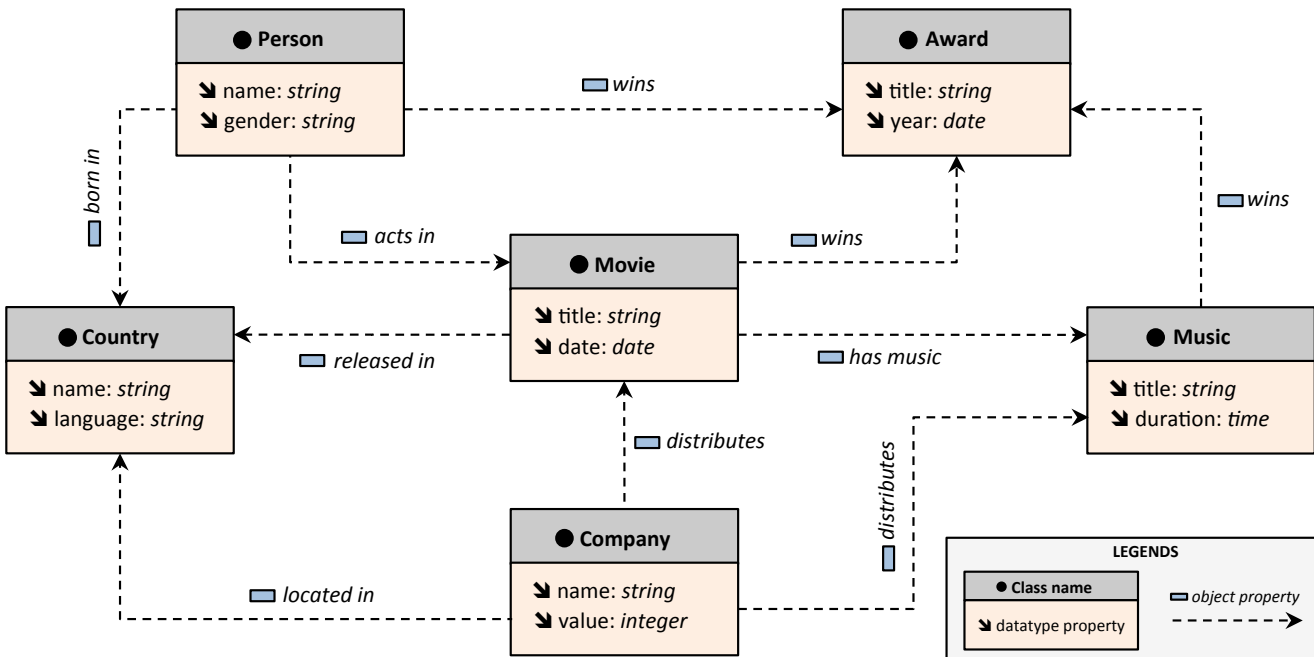 Person
name: string
gender: string
wins
Award
title: string
year: date
born in
acts in
wins
wins
Movie
title: string
date: date
Country
name: string
language: string
released in
has music
Music
title: string
duration: time
distributes
distributes
Company
name: string
value: integer
located in
LEGENDS
Class name
datatype property
object property